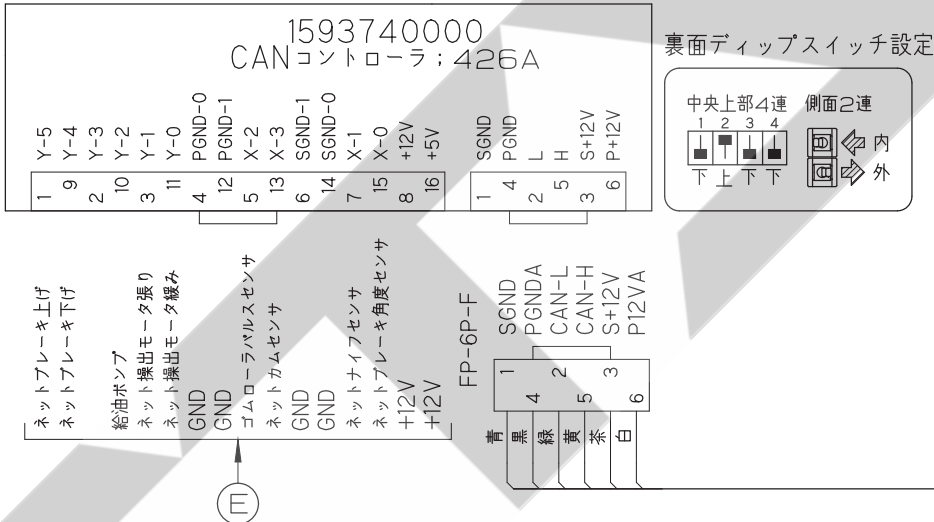 1593740000
CANコントローラ；426A
裏面ディップスイッチ設定
中央上部4連 側面2連
1 2 3 4
下 上 下 下
内
外
Y-5
Y-4
Y-3
Y-2
Y-1
Y-0
PGND-0
PGND-1
X-2
X-3
SGND-1
SGND-0
X-1
X-0
+12V
+5V
1
9
2
10
3
11
4
12
5
13
6
14
7
15
8
16
SGND
PGND
L
H
S+12V
P+12V
1
4
2
5
3
6
ネットブレーキ上げ
ネットブレーキ下げ
給油ポンプ
ネット操出モータ張り
ネット操出モータ緩み
GND
GND
ゴムローラパルスセンサ
ネットカムセンサ
GND
GND
ネットナイフセンサ
ネットブレーキ角度センサ
+12V
+12V
E
FP-6P-F
SGND
PGNDA
CAN-L
CAN-H
S+12V
P12VA
1
4
2
5
3
6
青
黒
緑
黄
茶
白